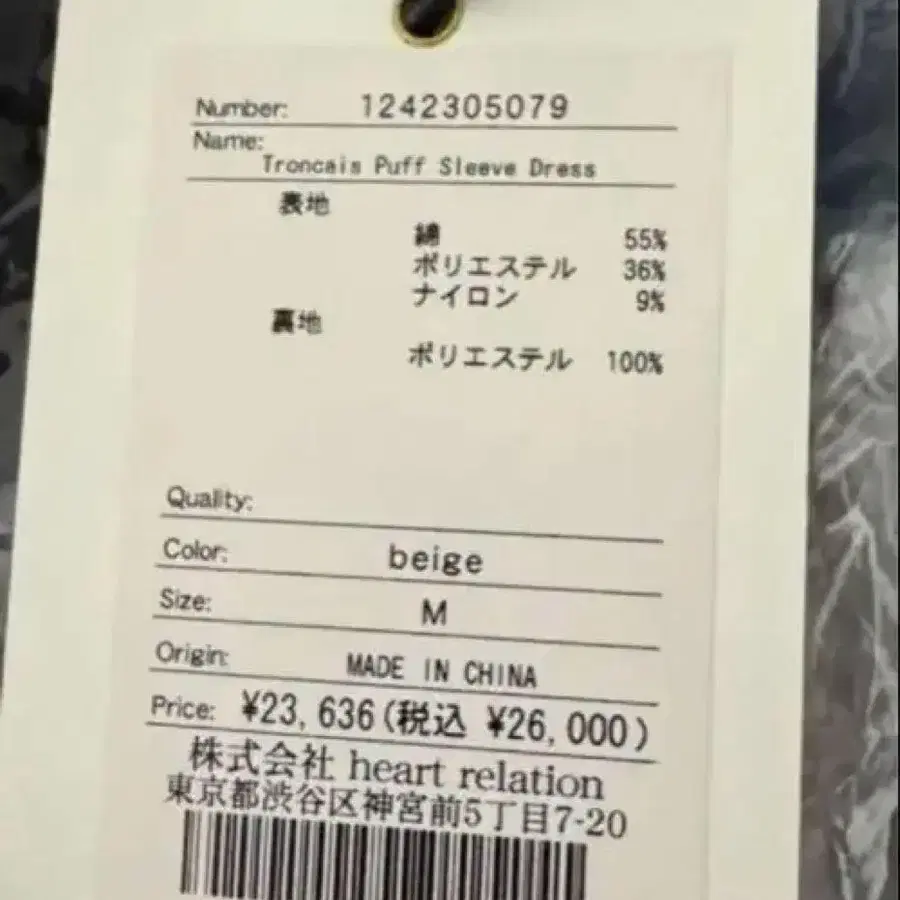 Number: 1242305079
Name:
Troncais Puff Sleeve Dress
表地
綿 55%
ポリエステル 36%
ナイロン 9%
裏地
ポリエステル 100%
Quality:
Color: beige
Size: M
Origin: MADE IN CHINA
Price: ¥23,636(税込 ¥26,000)
株式会社 heart relation
東京都渋谷区神宮前5丁目7-20